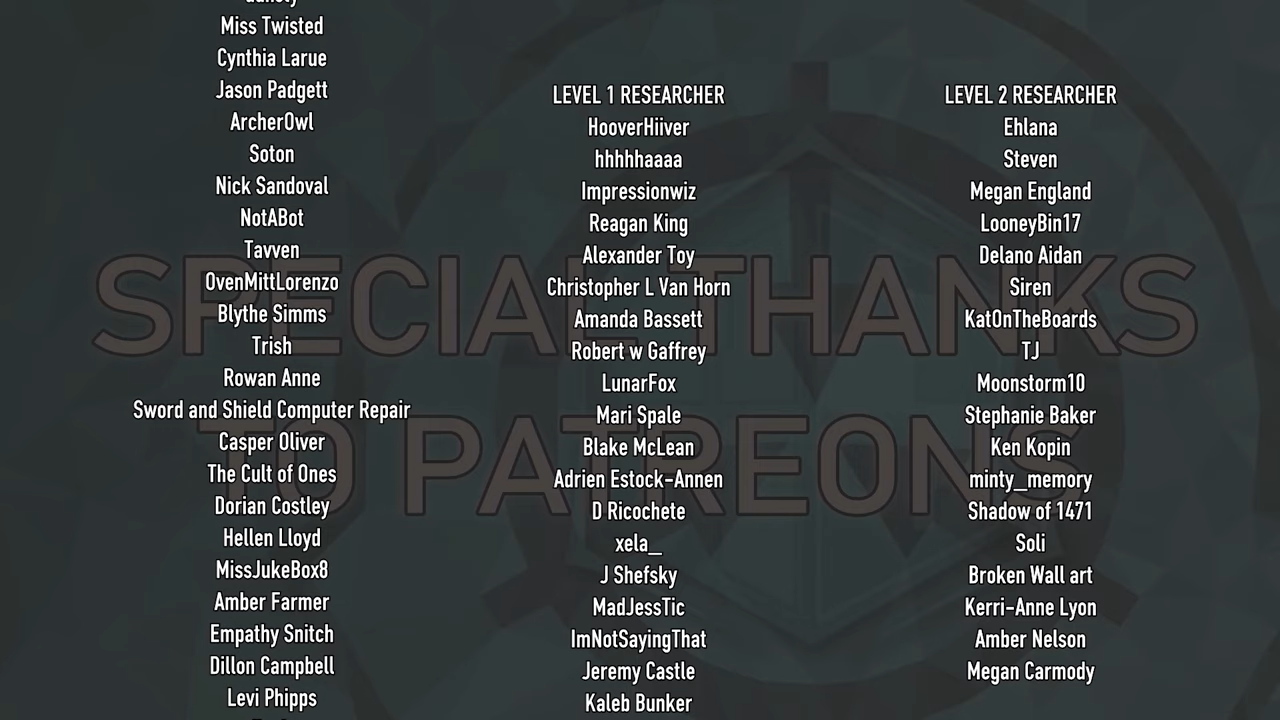 SPECIAL THANKS
TO PATREONS
Miss Twisted
Cynthia Larue
Jason Padgett
ArcherOwl
Soton
Nick Sandoval
NotABot
Tavven
OvenMittLorenzo
Blythe Simms
Trish
Rowan Anne
Sword and Shield Computer Repair
Casper Oliver
The Cult of Ones
Dorian Costley
Hellen Lloyd
MissJukeBox8
Amber Farmer
Empathy Snitch
Dillon Campbell
Levi Phipps
LEVEL 1 RESEARCHER
HooverHiiver
hhhhhaaaa
Impressionwiz
Reagan King
Alexander Toy
Christopher L Van Horn
Amanda Bassett
Robert w Gaffrey
LunarFox
Mari Spale
Blake McLean
Adrien Estock-Annen
D Ricochete
xela_
J Shefsky
MadJessTic
ImNotSayingThat
Jeremy Castle
Kaleb Bunker
LEVEL 2 RESEARCHER
Ehlana
Steven
Megan England
LooneyBin17
Delano Aidan
Siren
KatOnTheBoards
TJ
Moonstorm10
Stephanie Baker
Ken Kopin
minty_memory
Shadow of 1471
Soli
Broken Wall art
Kerri-Anne Lyon
Amber Nelson
Megan Carmody